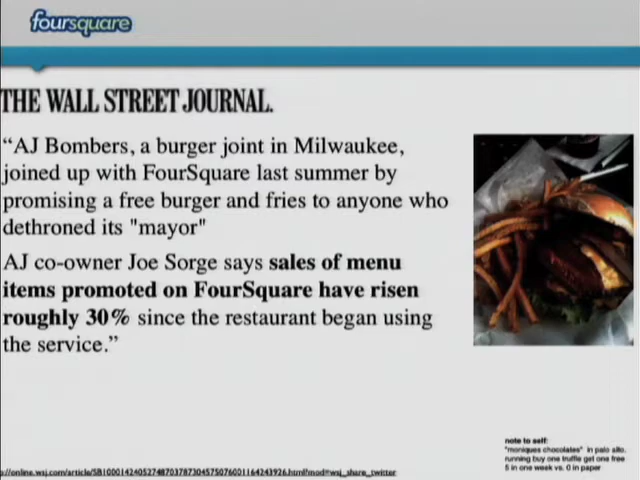 foursquare
THE WALL STREET JOURNAL.
“AJ Bombers, a burger joint in Milwaukee,
joined up with FourSquare last summer by
promising a free burger and fries to anyone who
dethroned its "mayor"
AJ co-owner Joe Sorge says sales of menu
items promoted on FourSquare have risen
roughly 30% since the restaurant began using
the service.”
note to self:
"moniques chocolates" in palo alto.
running buy one truffle get one free
5 in one week vs. 0 in paper